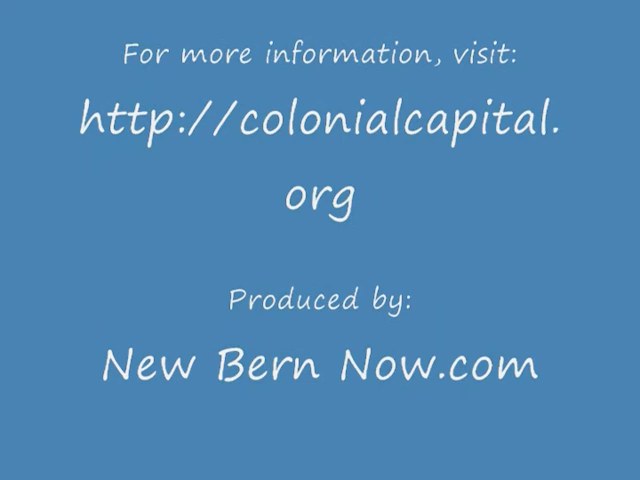 For more information, visit:
http://colonialcapital.
org
Produced by:
New Bern Now.com